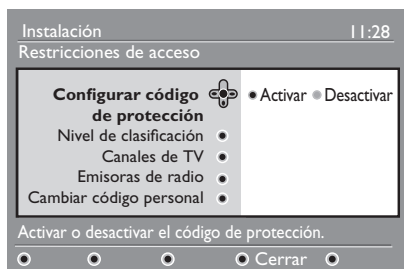 Instalación 11:28
Restricciones de acceso
Configurar código Activar Desactivar
de protección
Nivel de clasificación
Canales de TV
Emisoras de radio
Cambiar código personal
Activar o desactivar el código de protección.
Cerrar